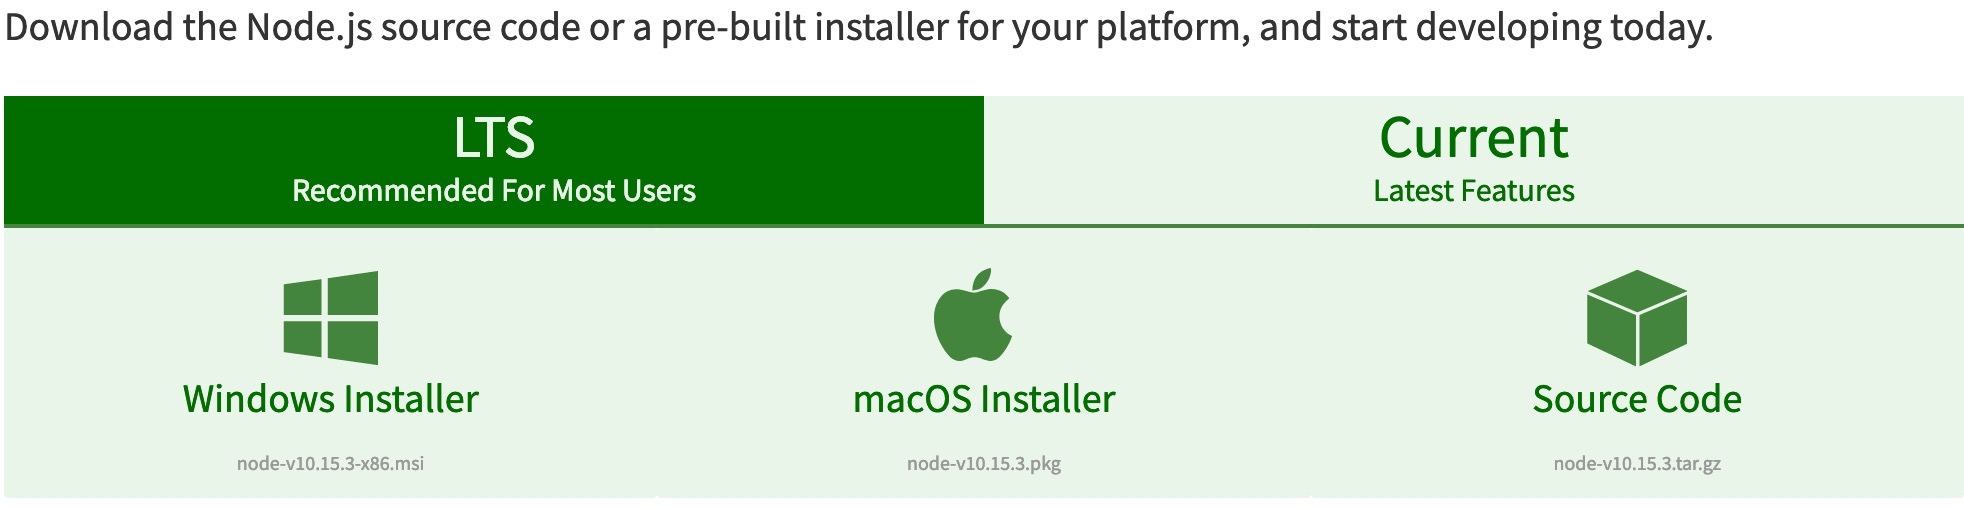 Download the Node.js source code or a pre-built installer for your platform, and start developing today.
LTS
Recommended For Most Users
Current
Latest Features
Windows Installer
node-v10.15.3-x86.msi
macOS Installer
node-v10.15.3.pkg
Source Code
node-v10.15.3.tar.gz